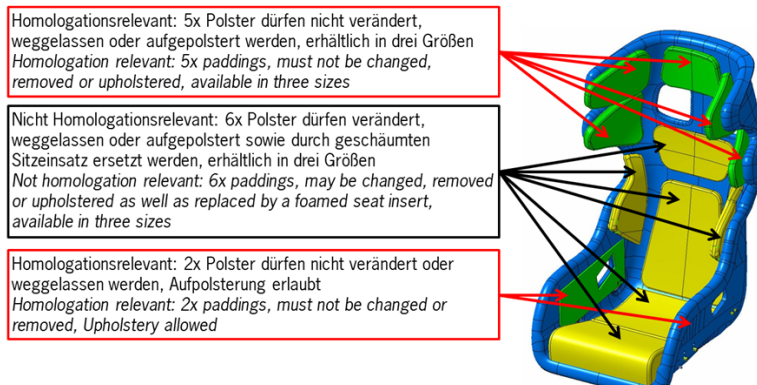 Homologationsrelevant: 5x Polster dürfen nicht verändert,
weggelassen oder aufgepolstert werden, erhältlich in drei Größen
Homologation relevant: 5x paddings, must not be changed,
removed or upholstered, available in three sizes
Nicht Homologationsrelevant: 6x Polster dürfen verändert,
weggelassen oder aufgepolstert sowie durch geschäumten
Sitzeinsatz ersetzt werden, erhältlich in drei Größen
Not homologation relevant: 6x paddings, may be changed, removed
or upholstered as well as replaced by a foamed seat insert,
available in three sizes
Homologationsrelevant: 2x Polster dürfen nicht verändert oder
weggelassen werden, Aufpolsterung erlaubt
Homologation relevant: 2x paddings, must not be changed or
removed, Upholstery allowed